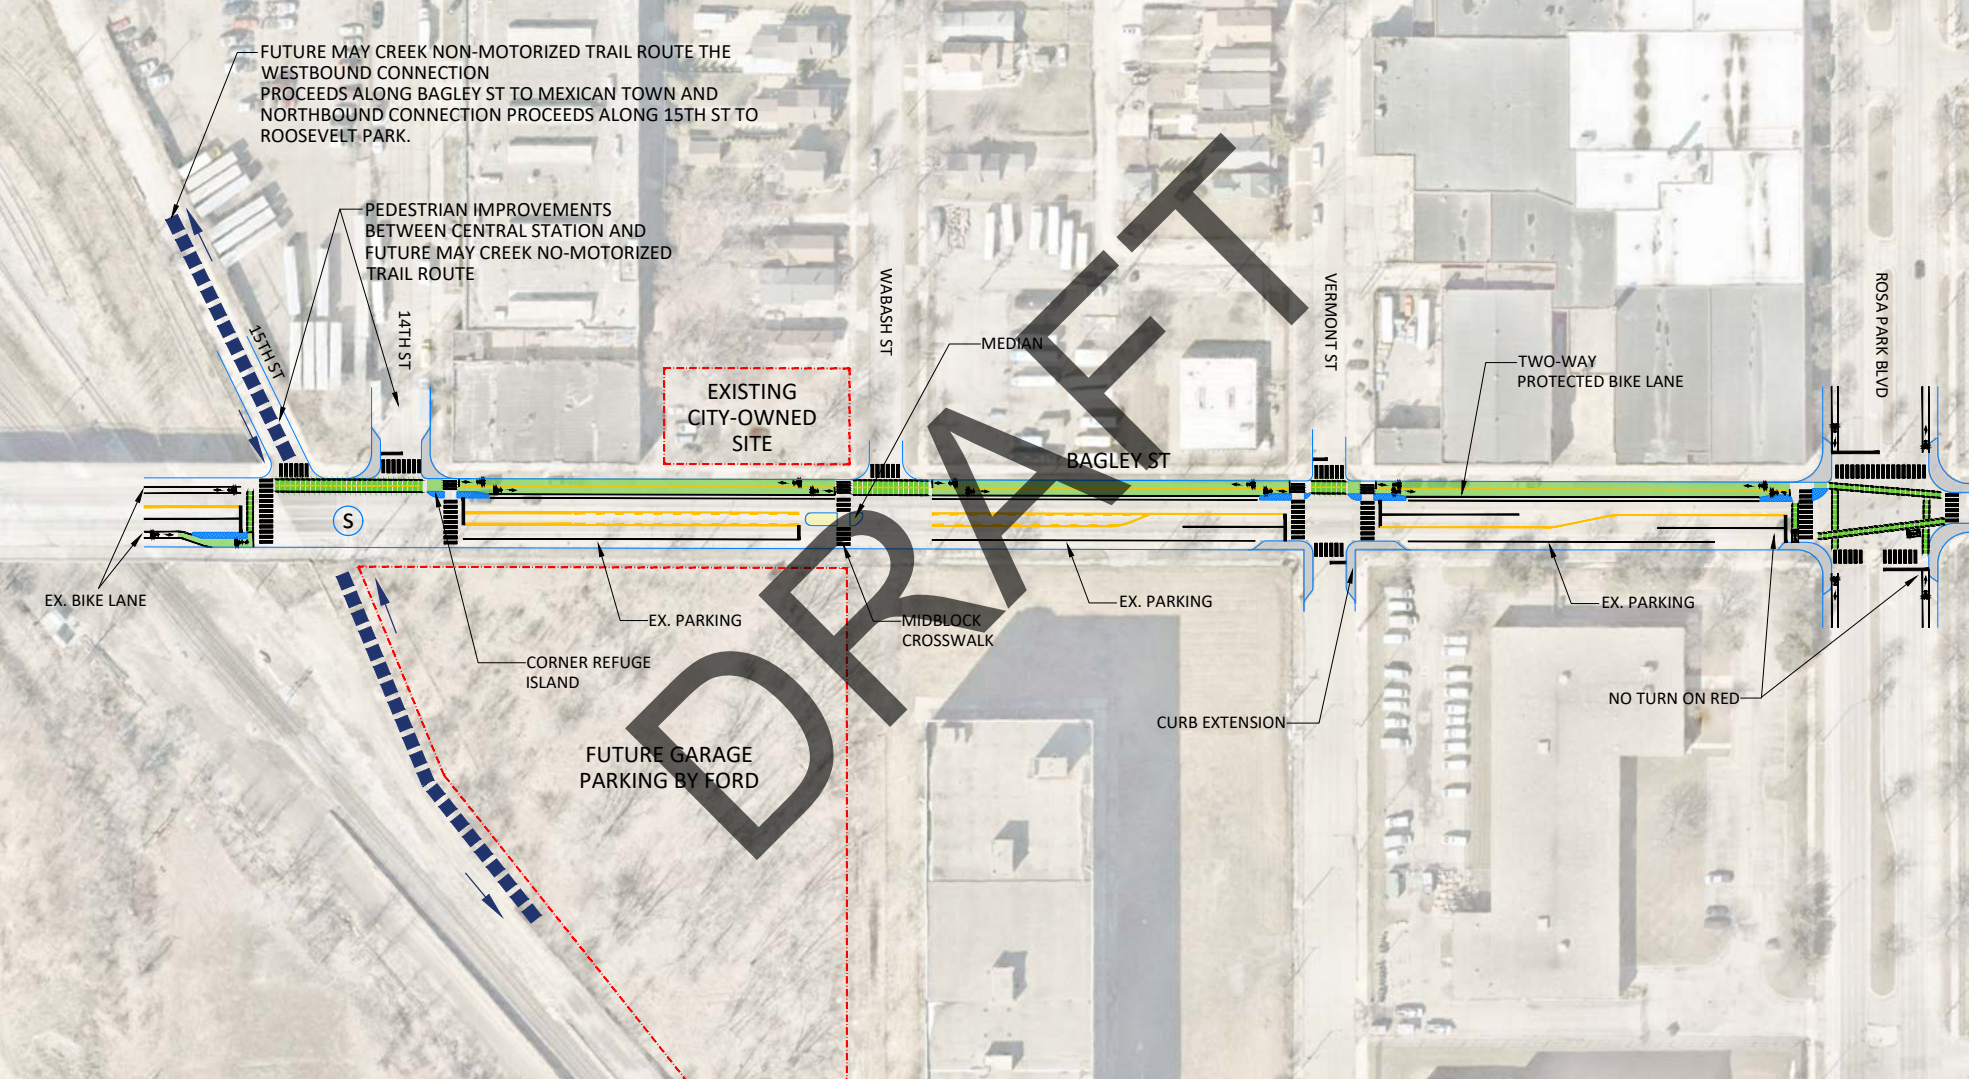 FUTURE MAY CREEK NON-MOTORIZED TRAIL ROUTE THE
WESTBOUND CONNECTION
PROCEEDS ALONG BAGLEY ST TO MEXICAN TOWN AND
NORTHBOUND CONNECTION PROCEEDS ALONG 15TH ST TO
ROOSEVELT PARK.
PEDESTRIAN IMPROVEMENTS
BETWEEN CENTRAL STATION AND
FUTURE MAY CREEK NO-MOTORIZED
TRAIL ROUTE
15TH ST
14TH ST
WABASH ST
VERMONT ST
ROSA PARK BLVD
MEDIAN
TWO-WAY
PROTECTED BIKE LANE
EXISTING
CITY-OWNED
SITE
BAGLEY ST
S
EX. BIKE LANE
EX. PARKING
MIDBLOCK
CROSSWALK
EX. PARKING
EX. PARKING
CORNER REFUGE
ISLAND
NO TURN ON RED
CURB EXTENSION
FUTURE GARAGE
PARKING BY FORD
DRAFT